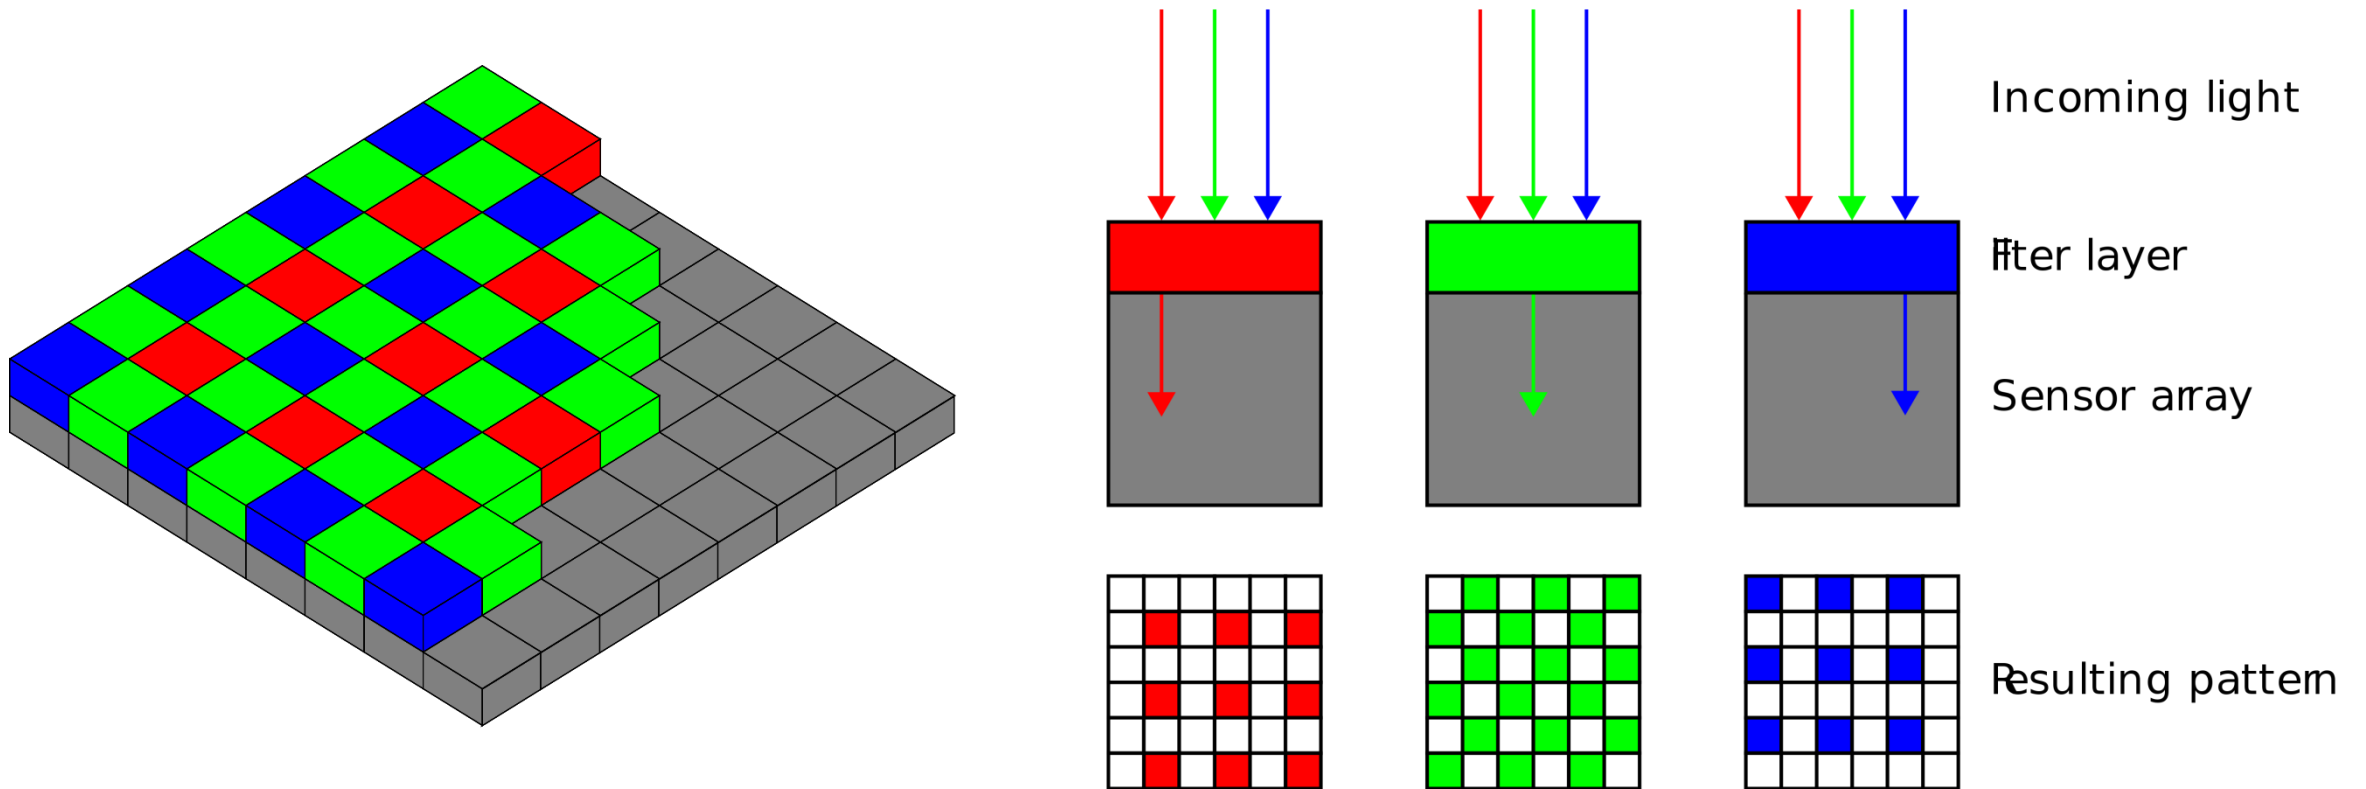 Incoming light
Filter layer
Sensor array
Resulting pattern